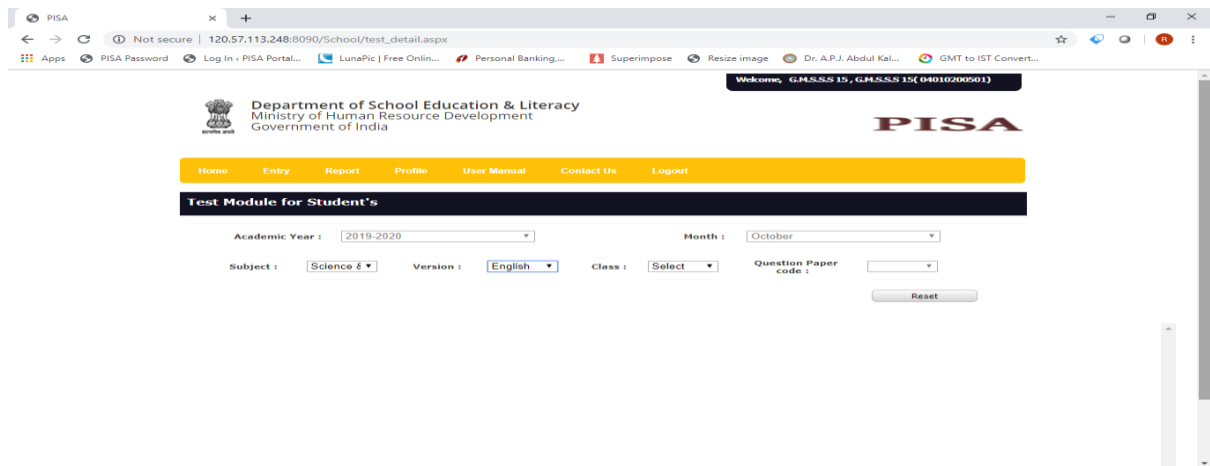 PISA
Not secure | 120.57.113.248:8090/School/test_detail.aspx
R
Apps PISA Password Log In ‹ PISA Portal... LunaPic | Free Onlin... Personal Banking,... Superimpose Resize image Dr. A.P.J. Abdul Kal... GMT to IST Convert...
Welcome, G.M.S.S.S 15 , G.M.S.S.S 15( 04010200501)
Department of School Education & Literacy
Ministry of Human Resource Development
Government of India
सत्यमेव जयते
PISA
Home Entry Report Profile User Manual Contact Us Logout
Test Module for Student's
Academic Year : 2019-2020 Month : October
Subject : Science & Version : English Class : Select Question Paper code :
Reset